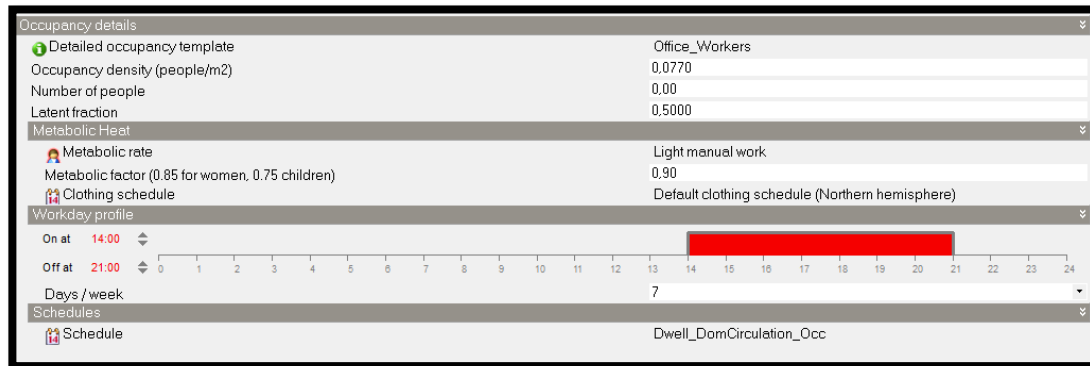 Occupancy details
Detailed occupancy template Office_Workers
Occupancy density (people/m2) 0,0770
Number of people 0,00
Latent fraction 0,5000
Metabolic Heat
Metabolic rate Light manual work
Metabolic factor (0.85 for women, 0.75 children) 0,90
14 Clothing schedule Default clothing schedule (Northern hemisphere)
Workday profile
On at 14:00
Off at 21:00
0 1 2 3 4 5 6 7 8 9 10 11 12 13 14 15 16 17 18 19 20 21 22 23 24
Days / week 7
Schedules
14 Schedule Dwell_DomCirculation_Occ